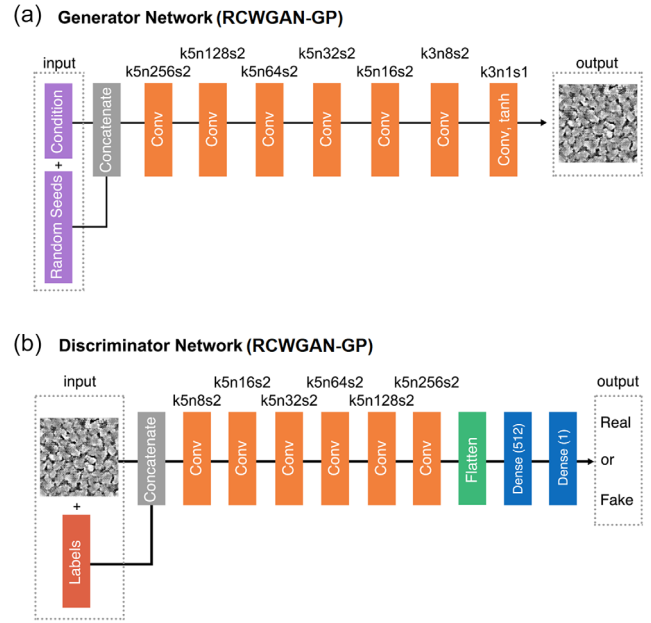 (a) Generator Network (RCWGAN-GP)
input
k5n128s2 k5n32s2 k3n8s2
output
k5n256s2 k5n64s2 k5n16s2 k3n1s1
Condition
+
Random Seeds
Concatenate
Conv
Conv
Conv
Conv
Conv
Conv
Conv, tanh
(b) Discriminator Network (RCWGAN-GP)
input
k5n16s2 k5n64s2 k5n256s2
output
k5n8s2 k5n32s2 k5n128s2
+
Labels
Concatenate
Conv
Conv
Conv
Conv
Conv
Conv
Flatten
Dense (512)
Dense (1)
Real
or
Fake